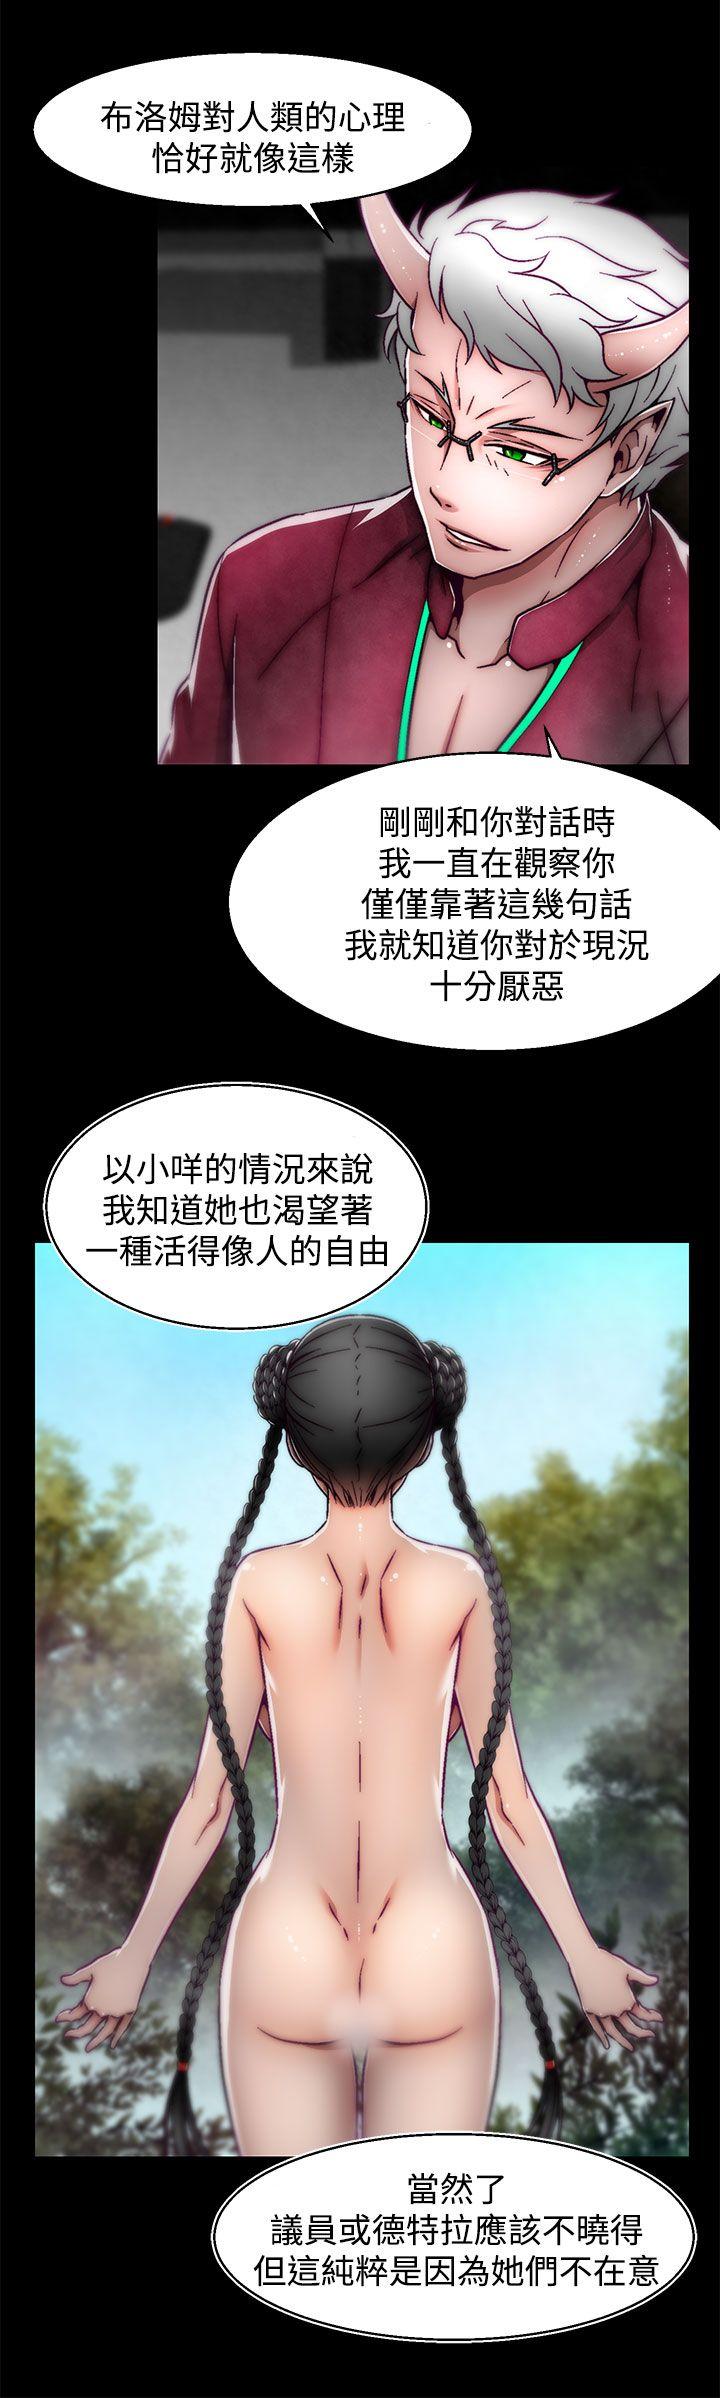 布洛姆對人類的心理
恰好就像這樣
剛剛和你對話時
我一直在觀察你
僅僅靠著這幾句話
我就知道你對於現況
十分厭惡
以小咩的情況來說
我知道她也渴望著
一種活得像人的自由
當然了
議員或德特拉應該不曉得
但這純粹是因為她們不在意